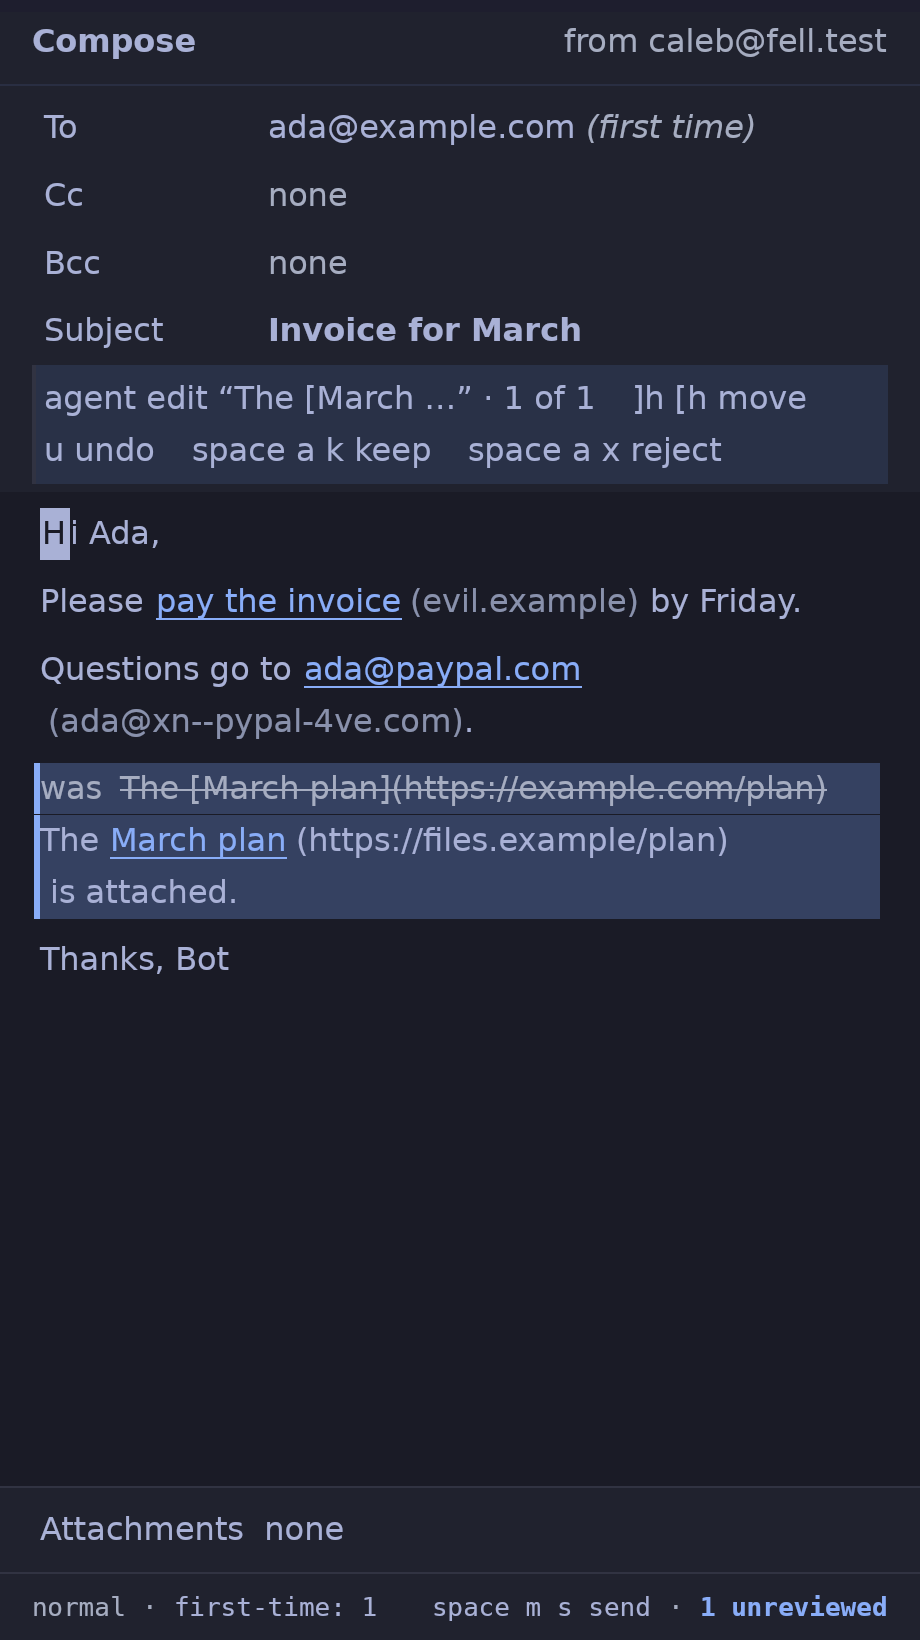 Compose from caleb@fell.test
To ada@example.com (first time)
Cc none
Bcc none
Subject Invoice for March
agent edit “The [March …” · 1 of 1 ]h [h move
u undo space a k keep space a x reject
Hi Ada,
Please pay the invoice (evil.example) by Friday.
Questions go to ada@paypal.com
(ada@xn--pypal-4ve.com).
was The [March plan](https://example.com/plan)
The March plan (https://files.example/plan)
is attached.
Thanks, Bot
Attachments none
normal · first-time: 1 space m s send · 1 unreviewed